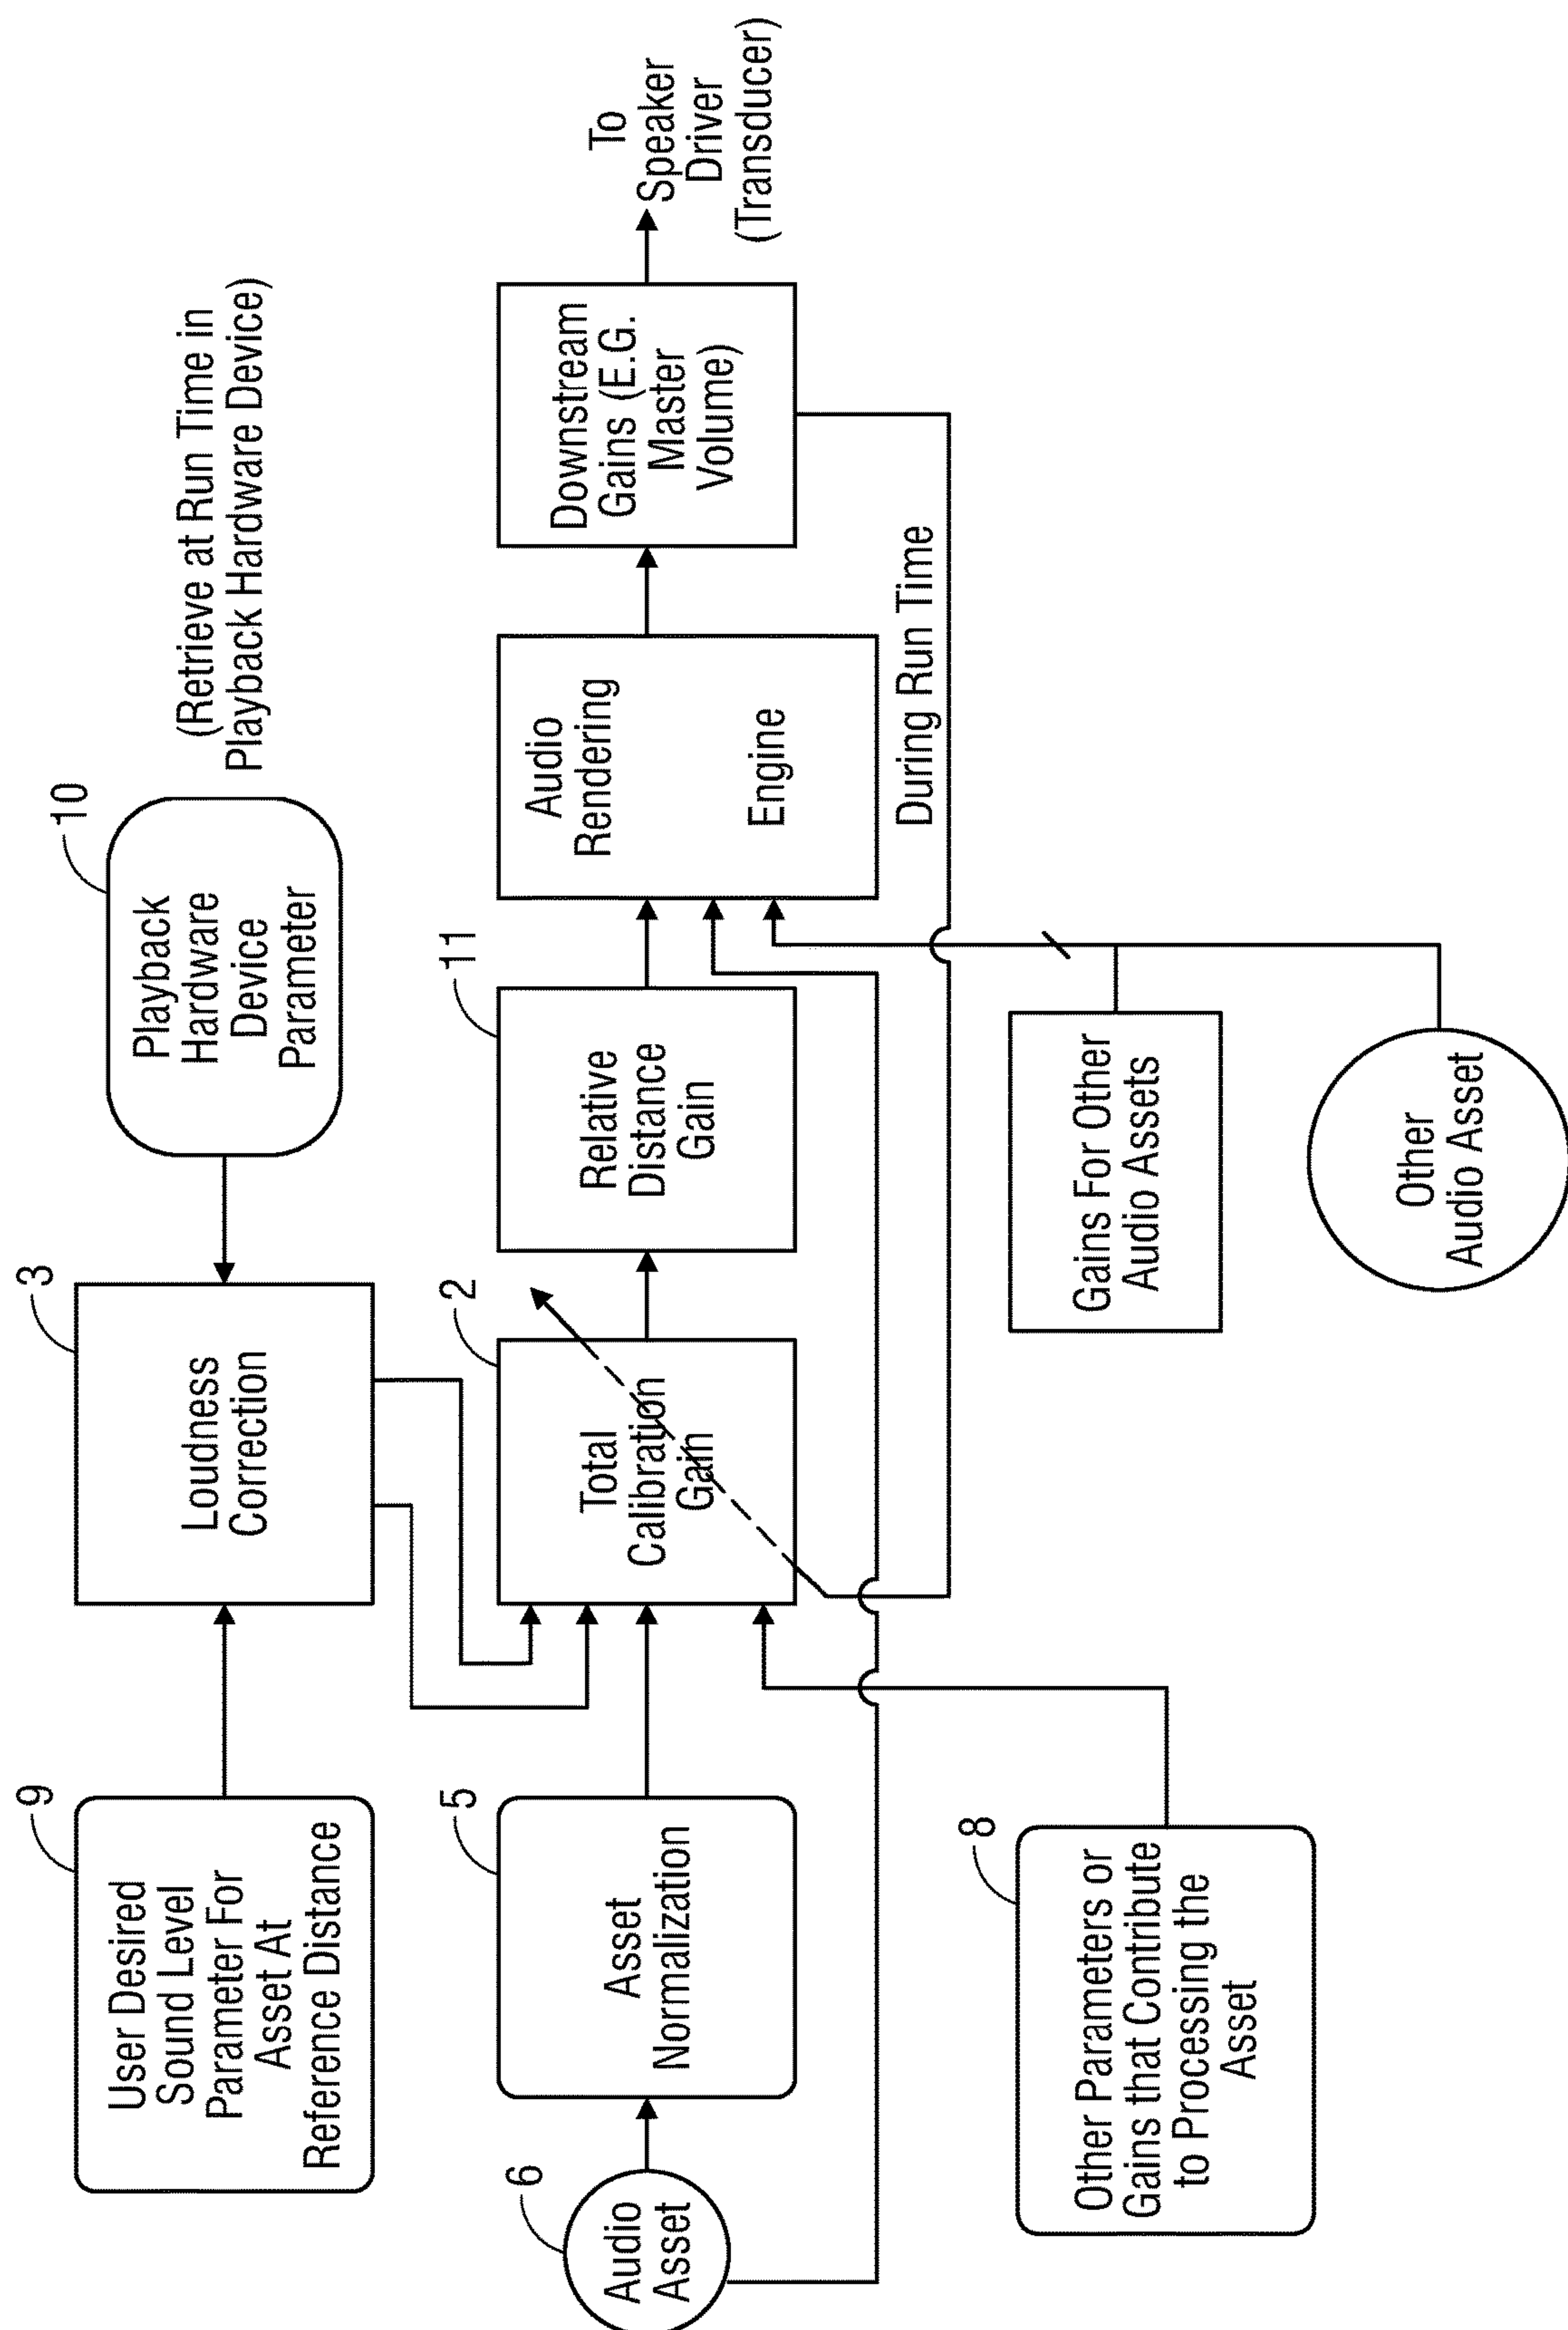 9
User Desired
Sound Level
Parameter For
Asset At
Reference Distance
3
Loudness
Correction
10
Playback
Hardware
Device
Parameter
(Retrieve at Run Time in
Playback Hardware Device)
6
Audio
Asset
5
Asset
Normalization
2
Total
Calibration
Gain
11
Relative
Distance
Gain
Audio
Rendering
Engine
Downstream
Gains (E.G.
Master
Volume)
To
Speaker
Driver
(Transducer)
During Run Time
8
Other Parameters or
Gains that Contribute
to Processing the
Asset
Gains For Other
Audio Assets
Other
Audio Asset